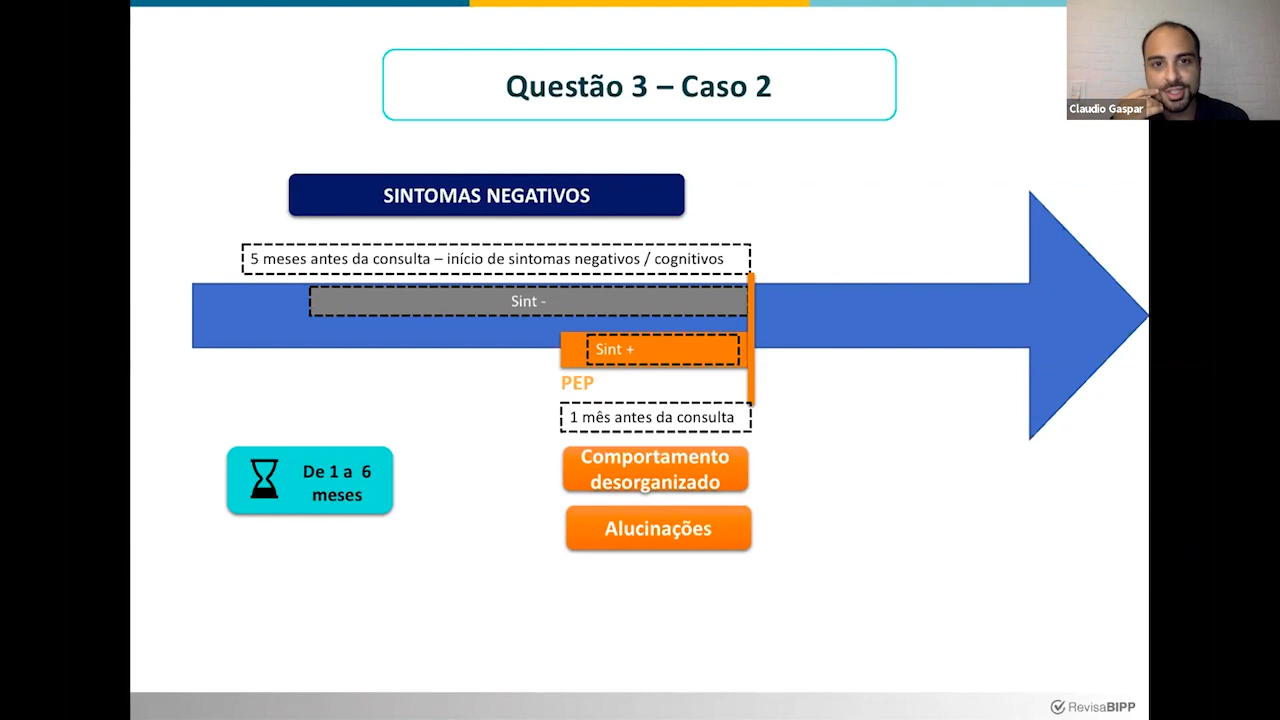 Questão 3 – Caso 2
Claudio Gaspar
SINTOMAS NEGATIVOS
5 meses antes da consulta – início de sintomas negativos / cognitivos
Sint -
Sint +
PEP
1 mês antes da consulta
De 1 a 6
meses
Comportamento
desorganizado
Alucinações
RevisaBIPP